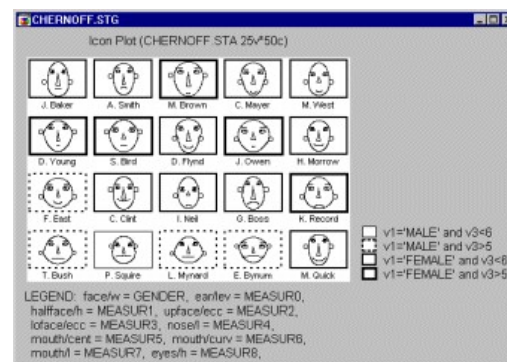 CHERNOFF.STG
Icon Plot (CHERNOFF.STA 25v*50c)
J. Baker A. Smith M. Brown C. Mayer M. West
D. Young S. Bird D. Flynd J. Owen H. Morrow
F. East C. Clint I. Neil G. Boss K. Record
T. Bush P. Squire L. Mynard E. Bynum M. Quick
v1='MALE' and v3<6
v1='MALE' and v3>5
v1='FEMALE' and v3<6
v1='FEMALE' and v3>5
LEGEND: face/w = GENDER, ear/lev = MEASUR0,
halfface/h = MEASUR1, upface/ecc = MEASUR2,
loface/ecc = MEASUR3, nose/l = MEASUR4,
mouth/cent = MEASUR5, mouth/curv = MEASUR6,
mouth/l = MEASUR7, eyes/h = MEASUR8,